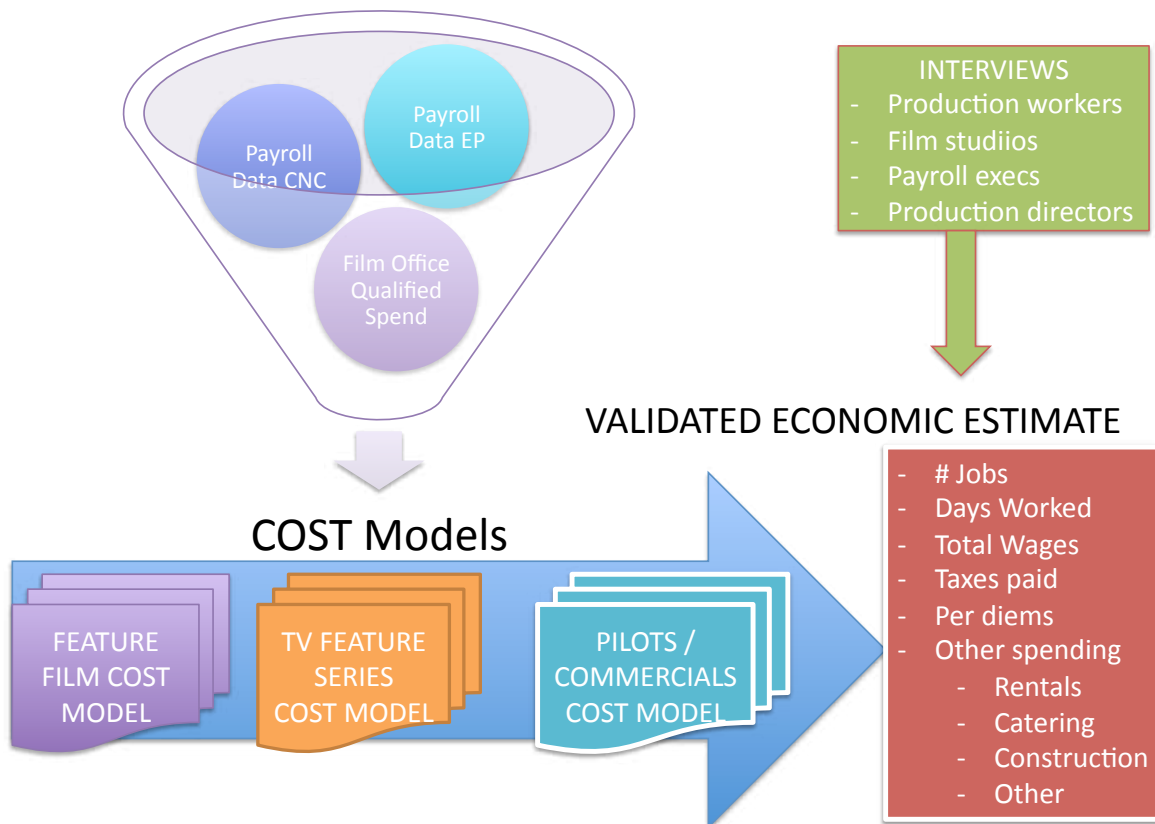 Payroll
Data CNC
Payroll
Data EP
Film Office
Qualified
Spend
INTERVIEWS
- Production workers
- Film studiios
- Payroll execs
- Production directors
VALIDATED ECONOMIC ESTIMATE
COST Models
FEATURE
FILM COST
MODEL
TV FEATURE
SERIES
COST MODEL
PILOTS /
COMMERCIALS
COST MODEL
- # Jobs
- Days Worked
- Total Wages
- Taxes paid
- Per diems
- Other spending
- Rentals
- Catering
- Construction
- Other